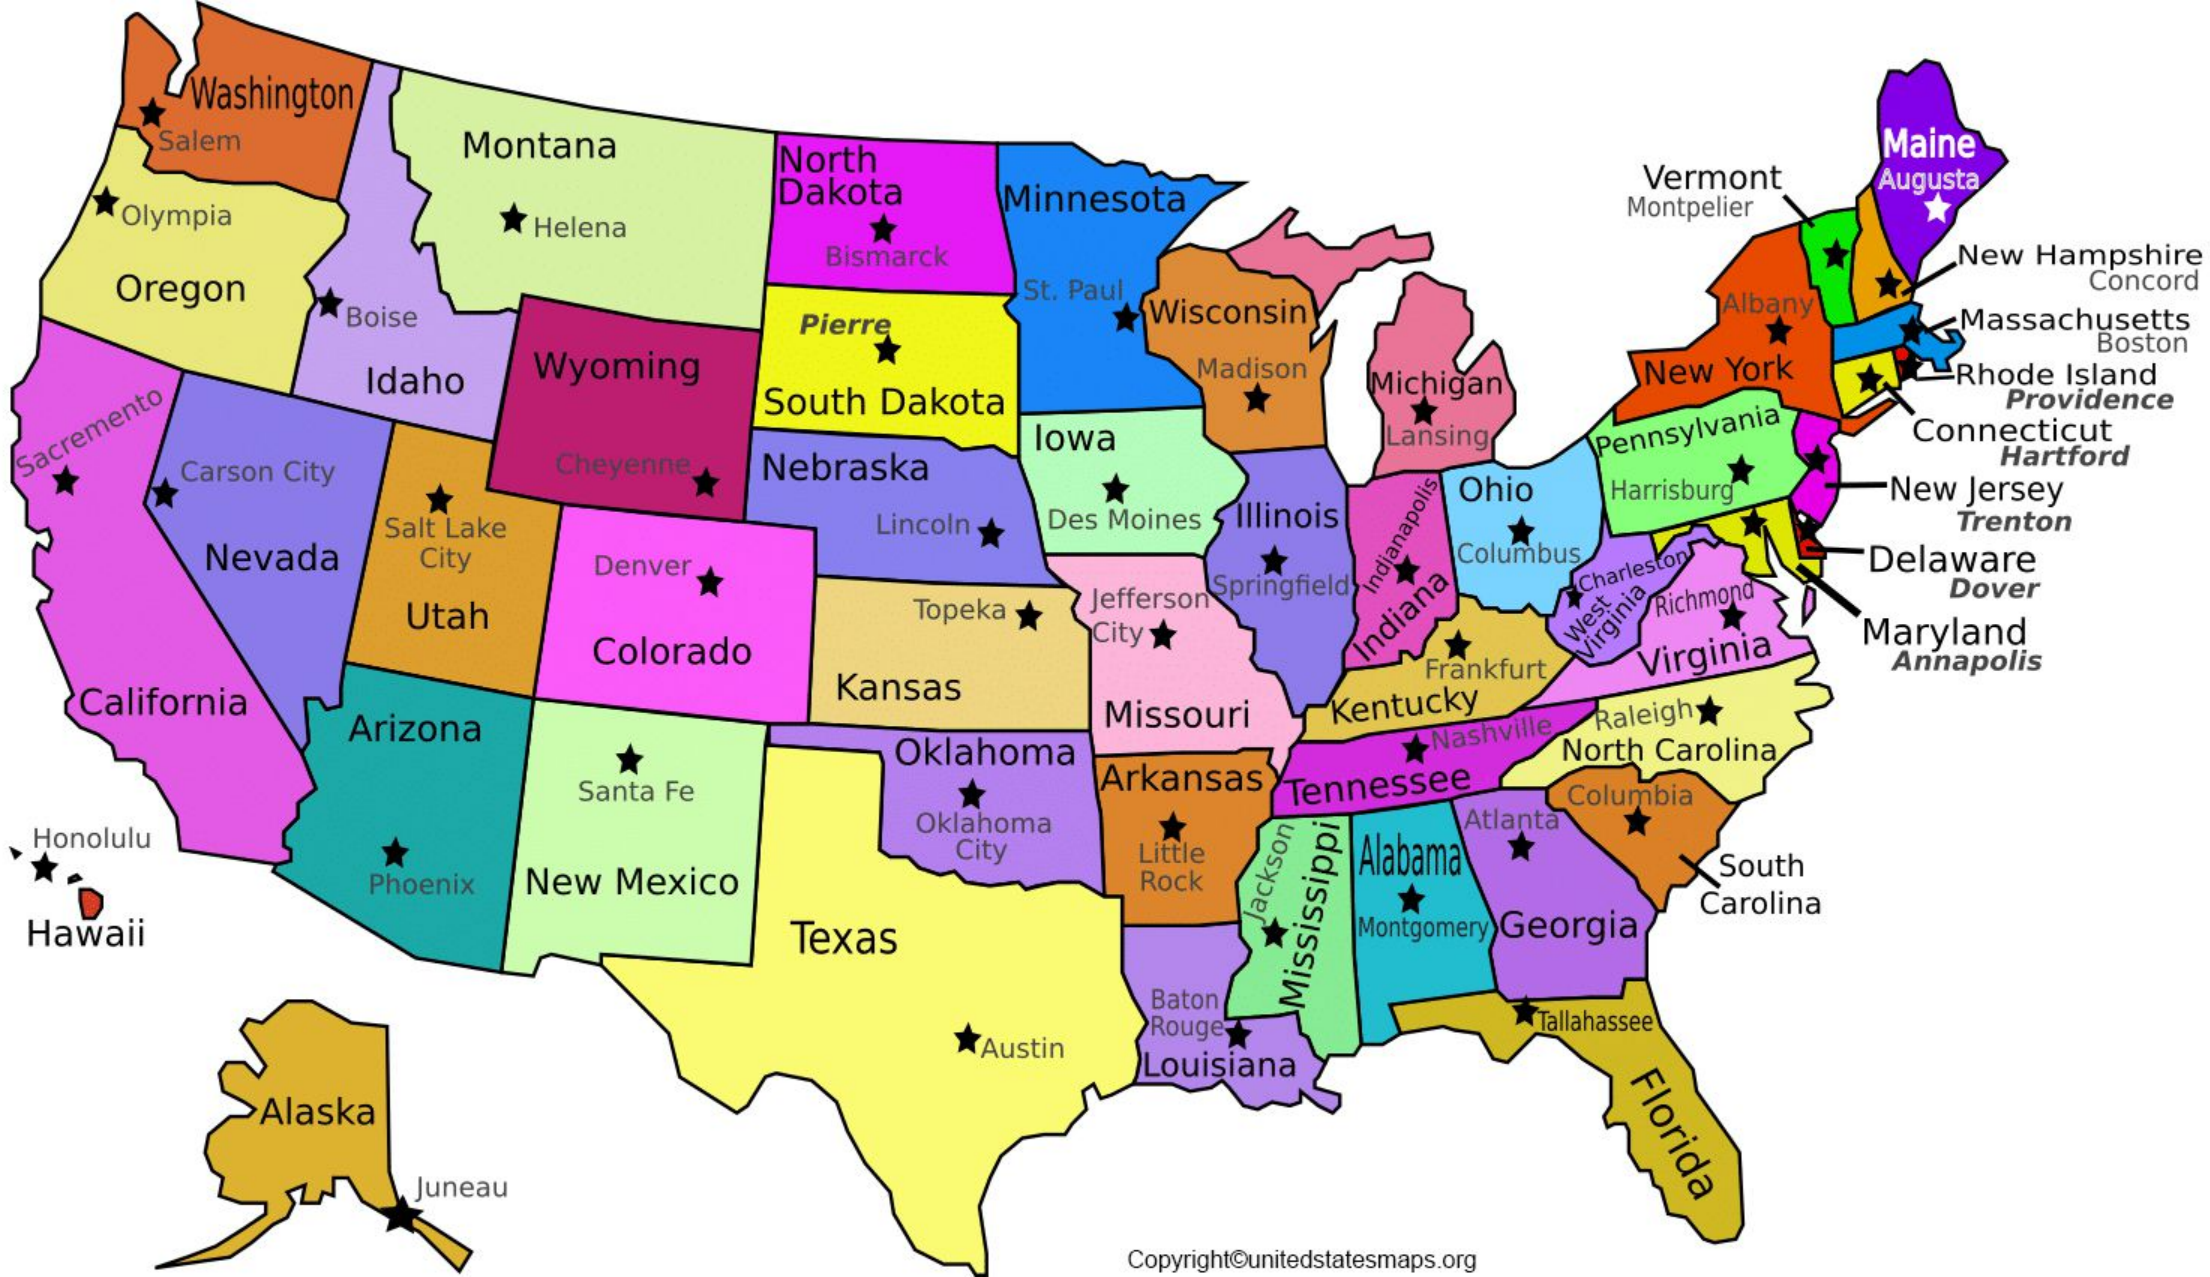 Washington
Salem
Olympia
Oregon
Montana
Helena
Boise
Idaho
North
Dakota
Bismarck
Minnesota
St. Paul
Pierre
South Dakota
Wyoming
Cheyenne
Wisconsin
Madison
Michigan
Lansing
Maine
Augusta
Vermont
Montpelier
New Hampshire
Concord
Massachusetts
Boston
Rhode Island
Providence
Connecticut
Hartford
Albany
New York
Pennsylvania
Harrisburg
New Jersey
Trenton
Delaware
Dover
Maryland
Annapolis
Sacremento
California
Carson City
Nevada
Salt Lake
City
Utah
Denver
Colorado
Nebraska
Lincoln
Iowa
Des Moines
Topeka
Kansas
Jefferson
City
Missouri
Illinois
Springfield
Indianapolis
Indiana
Ohio
Columbus
Charleston
West
Virginia
Richmond
Virginia
Frankfurt
Kentucky
Nashville
Tennessee
Raleigh
North Carolina
Columbia
South
Carolina
Arizona
Phoenix
Santa Fe
New Mexico
Oklahoma
Oklahoma
City
Arkansas
Little
Rock
Texas
Austin
Baton
Rouge
Louisiana
Jackson
Mississippi
Alabama
Montgomery
Atlanta
Georgia
Tallahassee
Florida
Honolulu
Hawaii
Alaska
Juneau
Copyright©unitedstatesmaps.org